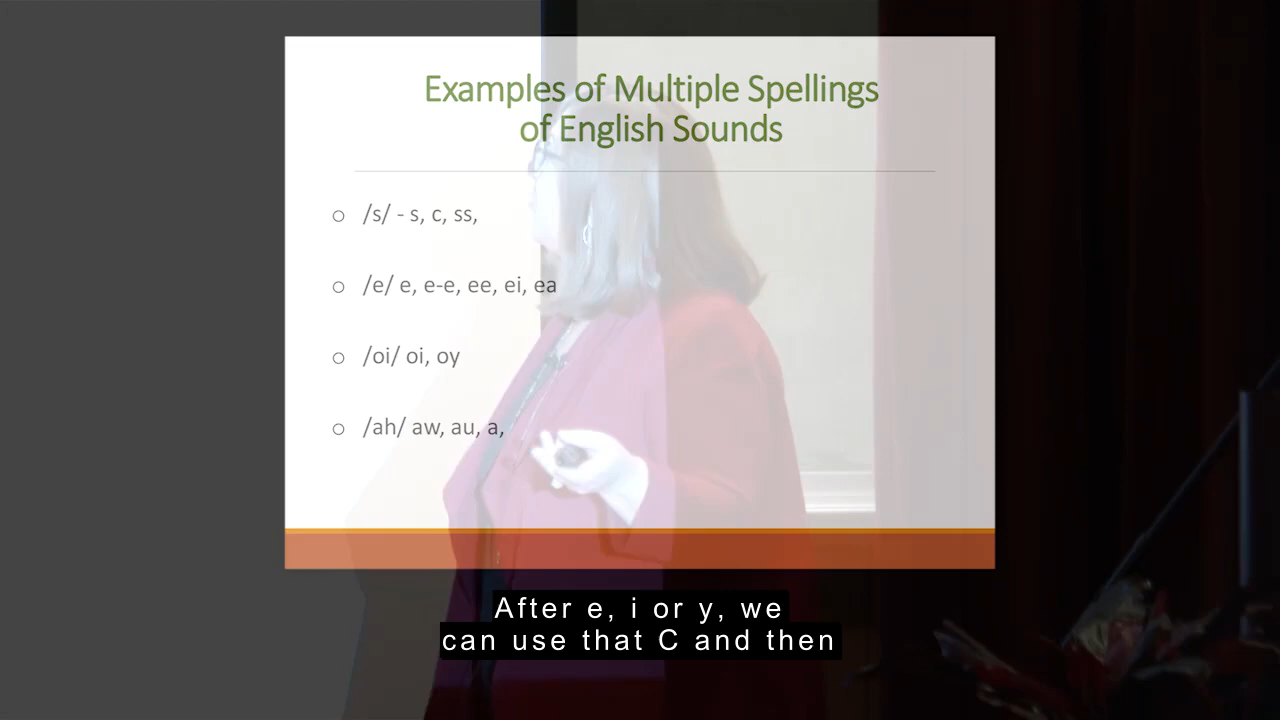 Examples of Multiple Spellings
of English Sounds
○ /s/ - s, c, ss,
○ /e/ e, e-e, ee, ei, ea
○ /oi/ oi, oy
○ /ah/ aw, au, a,
After e, i or y, we
can use that C and then